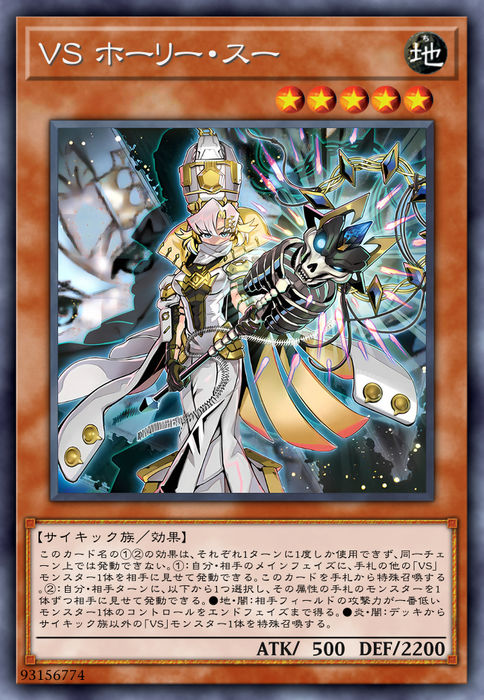 VS ホーリー・スー
ち
地
【サイキック族／効果】
このカード名の①②の効果は、それぞれ1ターンに1度しか使用できず、同一チェー
ン上では発動できない。①：自分・相手のメインフェイズに、手札の他の「VS」
モンスター1体を相手に見せて発動できる。このカードを手札から特殊召喚する
。②：自分・相手ターンに、以下から1つ選択し、その属性の手札のモンスターを1
体ずつ相手に見せて発動できる。●地・闇：相手フィールドの攻撃力が一番低い
モンスター1体のコントロールをエンドフェイズまで得る。●炎・闇：デッキから
サイキック族以外の「VS」モンスター1体を特殊召喚する。
ATK/ 500 DEF/2200
93156774